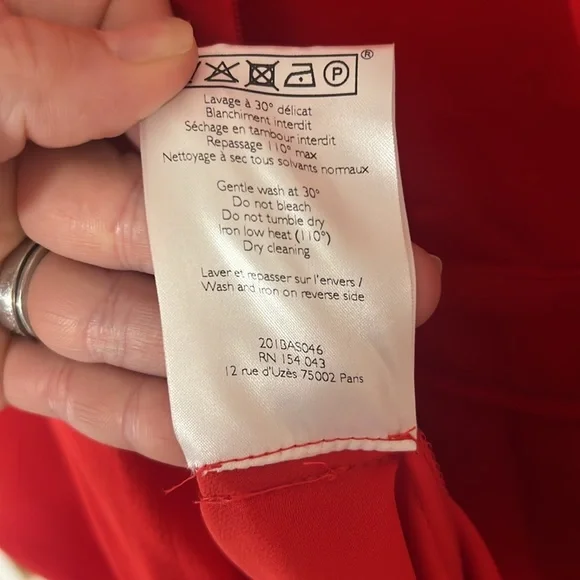 ®
P
Lavage à 30° délicat
Blanchiment interdit
Séchage en tambour interdit
Repassage 110° max
Nettoyage à sec tous solvants normaux
Gentle wash at 30°
Do not bleach
Do not tumble dry
Iron low heat (110°)
Dry cleaning
Laver et repasser sur l'envers /
Wash and iron on reverse side
201BAS046
RN 154 043
12 rue d'Uzès 75002 Paris